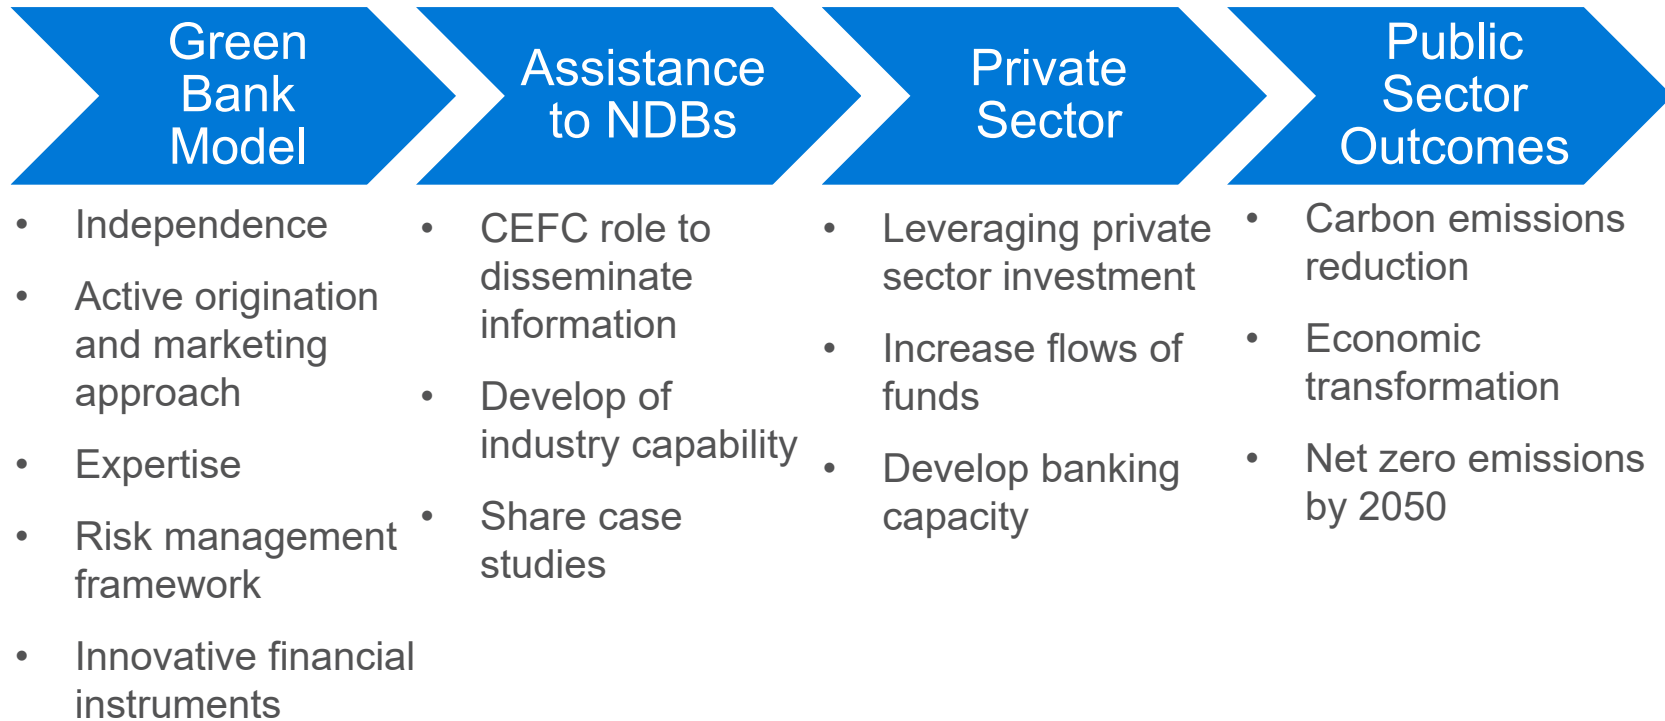 Green
Bank
Model
• Independence
• Active origination
and marketing
approach
• Expertise
• Risk management
framework
• Innovative financial
instruments
Assistance
to NDBs
• CEFC role to
disseminate
information
• Develop of
industry capability
• Share case
studies
Private
Sector
• Leveraging private
sector investment
• Increase flows of
funds
• Develop banking
capacity
Public
Sector
Outcomes
• Carbon emissions
reduction
• Economic
transformation
• Net zero emissions
by 2050